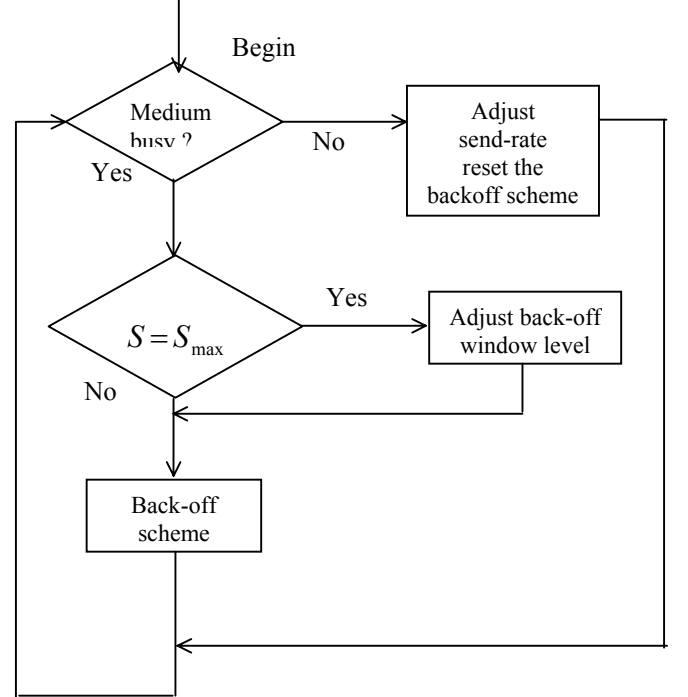 Begin
Medium
busy ?
No
Adjust
send-rate
reset the
backoff scheme
Yes
S = Smax
Yes
Adjust back-off
window level
No
Back-off
scheme